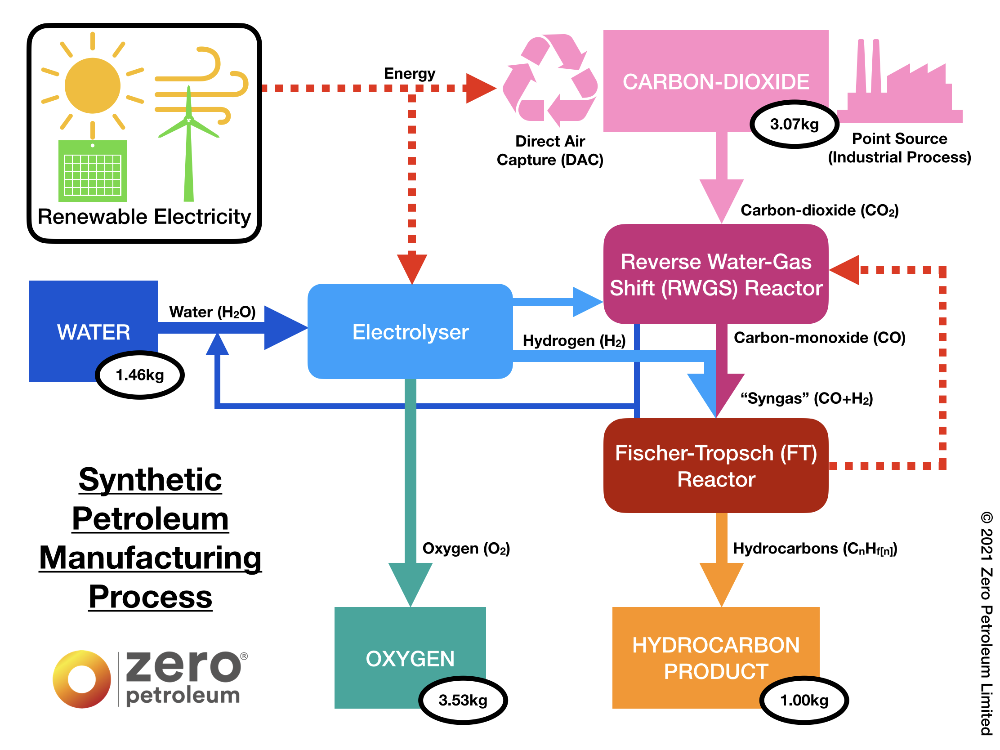 Energy
CARBON-DIOXIDE
3.07kg
Direct Air
Capture (DAC)
Point Source
(Industrial Process)
Renewable Electricity
Carbon-dioxide (CO₂)
Reverse Water-Gas
Shift (RWGS) Reactor
WATER
1.46kg
Water (H₂O)
Electrolyser
Hydrogen (H₂)
Carbon-monoxide (CO)
“Syngas” (CO+H₂)
Fischer-Tropsch (FT)
Reactor
Synthetic
Petroleum
Manufacturing
Process
Oxygen (O₂)
Hydrocarbons (CnHf[n])
OXYGEN
3.53kg
HYDROCARBON
PRODUCT
1.00kg
zero®
petroleum
© 2021 Zero Petroleum Limited